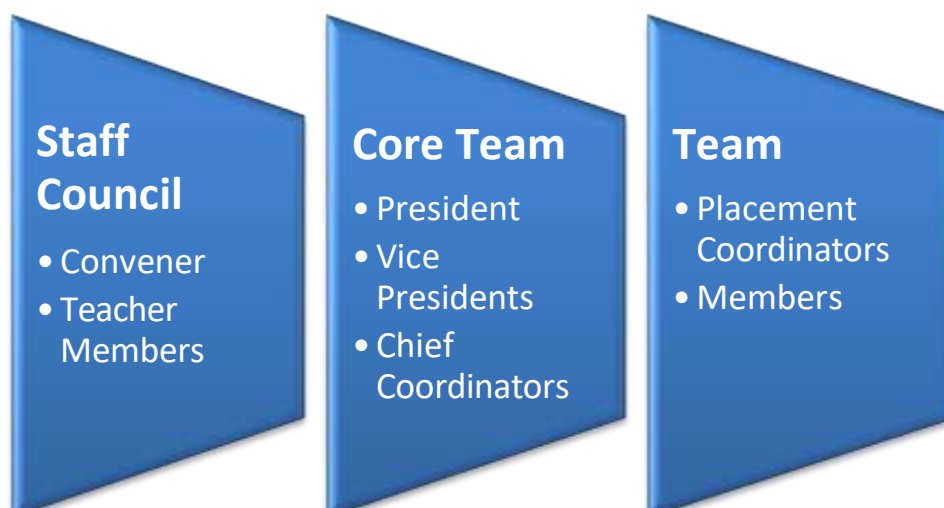 Staff
Council
• Convener
• Teacher
Members
Core Team
• President
• Vice
Presidents
• Chief
Coordinators
Team
• Placement
Coordinators
• Members